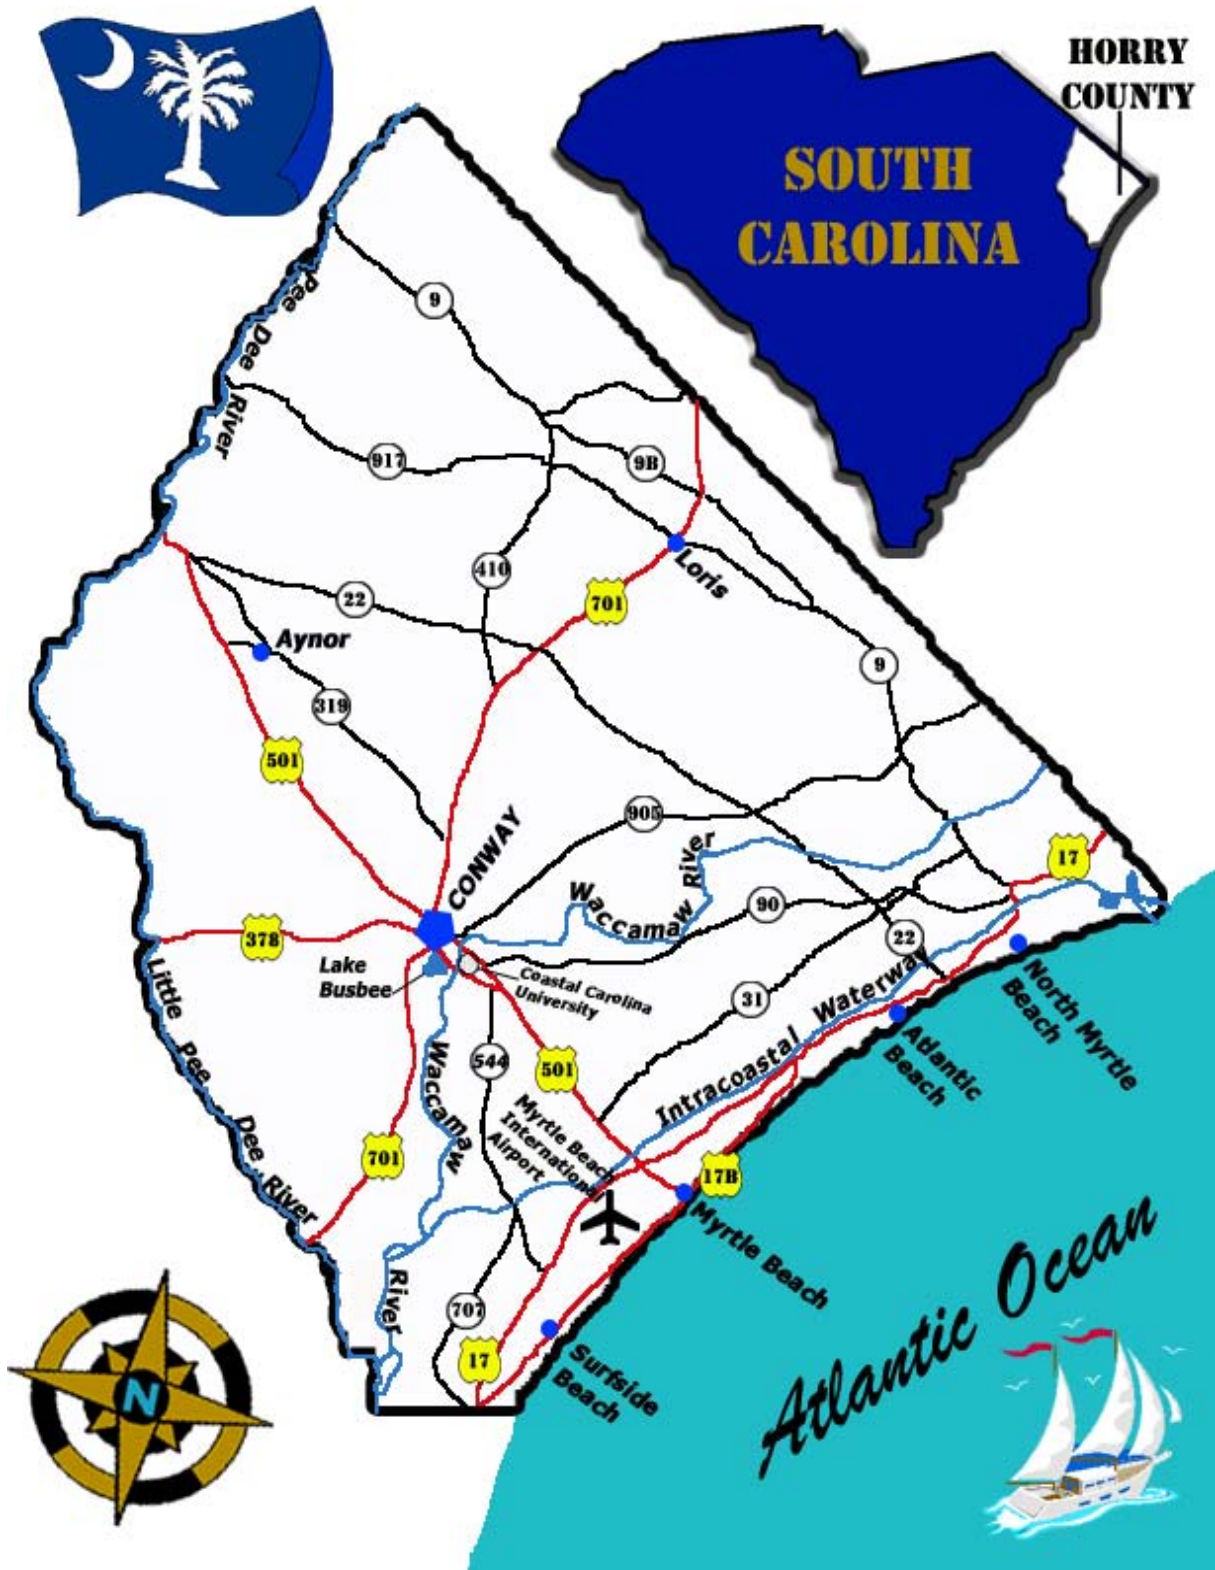 HORRY
COUNTY
SOUTH
CAROLINA
Pee Dee River
9
917
9B
410
Loris
701
22
Aynor
319
9
501
905
CONWAY
17
Waccamaw River
90
378
22
Lake
Busbee
Coastal Carolina
University
Little Pee Dee River
31
North Myrtle
Beach
Intracoastal Waterway
Atlantic
Beach
544
501
Waccamaw River
Myrtle Beach
International
Airport
701
17B
Myrtle Beach
707
17
Surfside
Beach
Atlantic Ocean
N